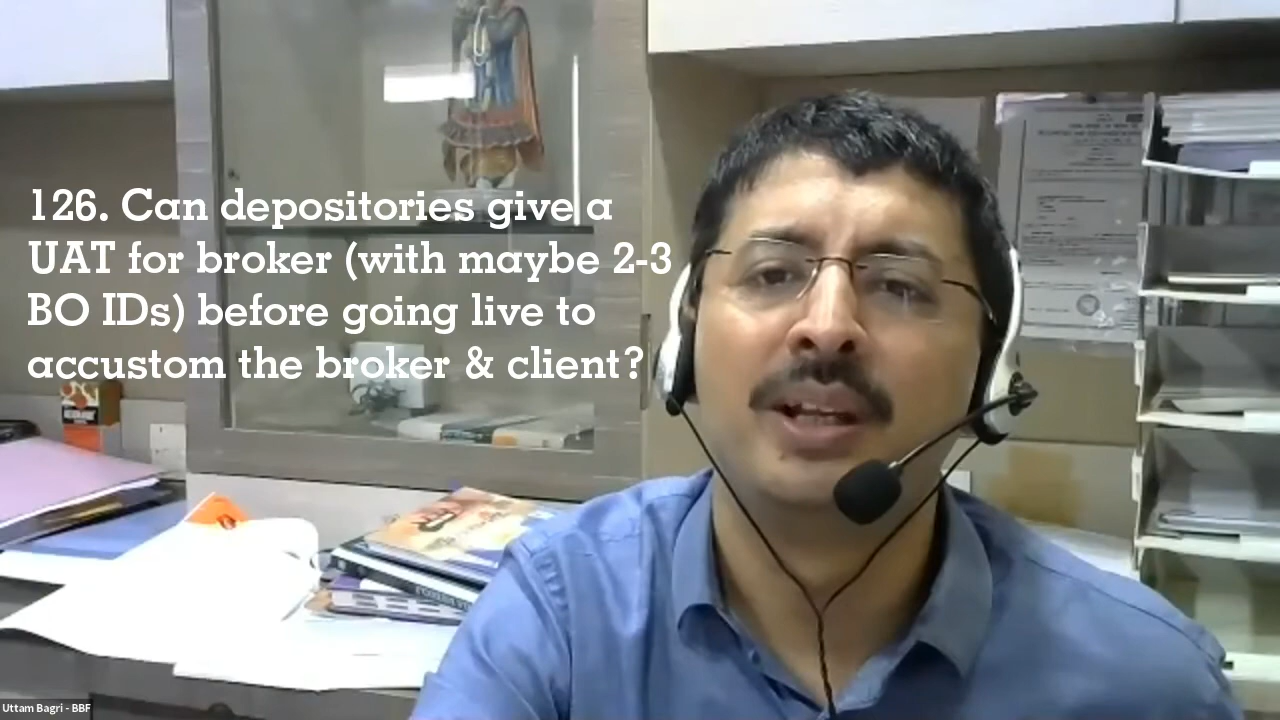 126. Can depositories give a
UAT for broker (with maybe 2-3
BO IDs) before going live to
accustom the broker & client?
Uttam Bagri - BBF